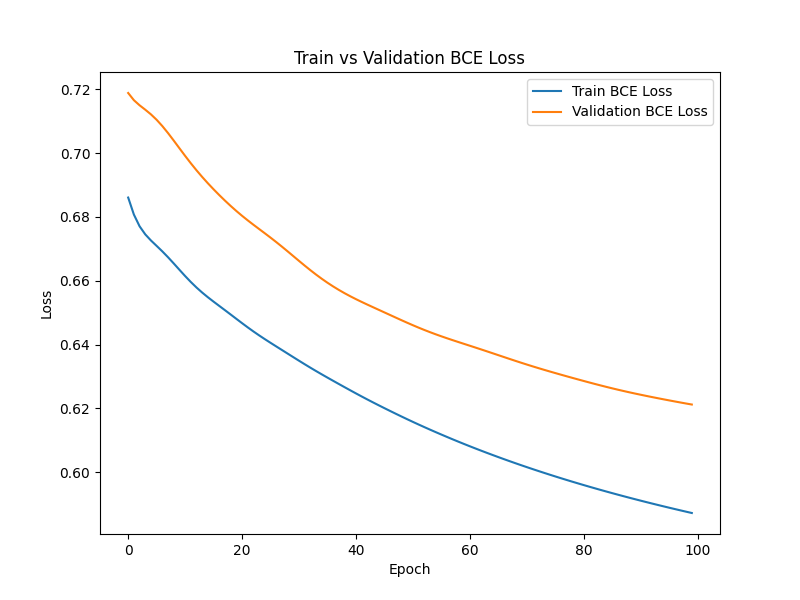 Train vs Validation BCE Loss
Train BCE Loss
Validation BCE Loss
0.72
0.70
0.68
0.66
0.64
0.62
0.60
Loss
0 20 40 60 80 100
Epoch